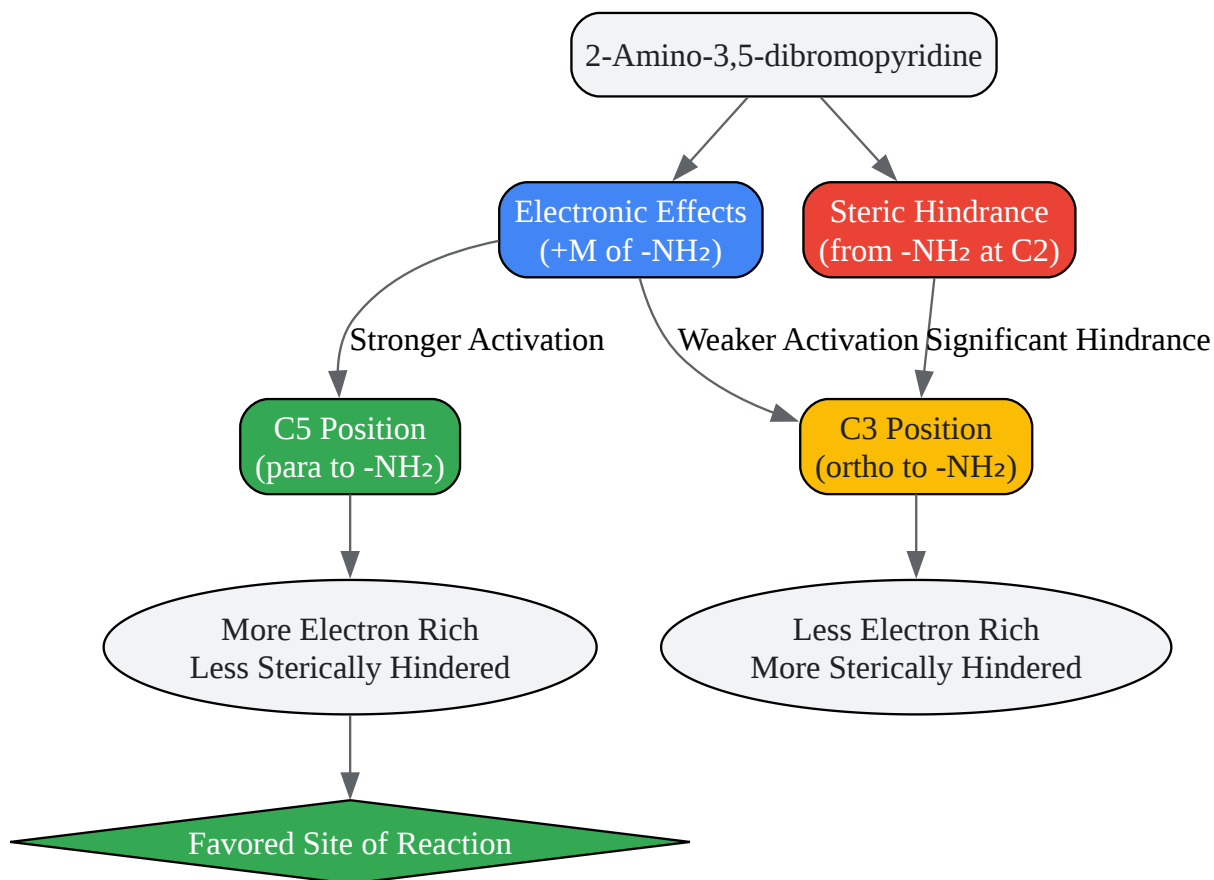 2-Amino-3,5-dibromopyridine
Electronic Effects
(+M of -NH₂)
Steric Hindrance
(from -NH₂ at C2)
Stronger Activation
Weaker Activation
Significant Hindrance
C5 Position
(para to -NH₂)
C3 Position
(ortho to -NH₂)
More Electron Rich
Less Sterically Hindered
Less Electron Rich
More Sterically Hindered
Favored Site of Reaction